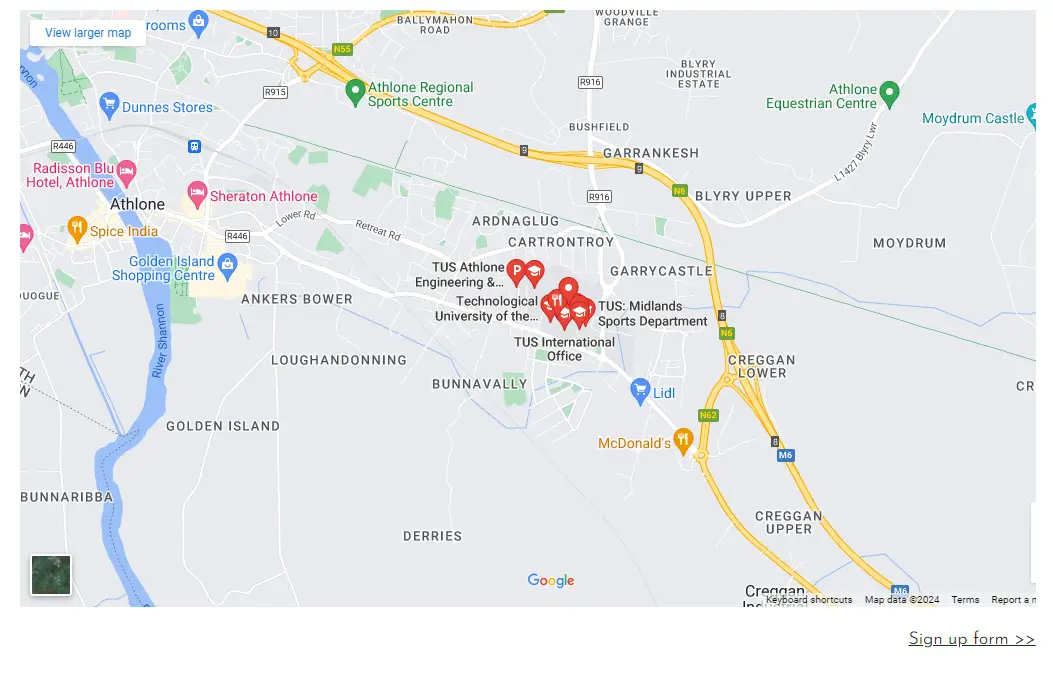 WOODVILLE
GRANGE
BALLYMAHON
ROAD
rooms
View larger map
10
N55
R916
BLYRY
INDUSTRIAL
ESTATE
R915
Athlone Regional
Sports Centre
Athlone
Equestrian Centre
Dunnes Stores
Moydrum Castle
BUSHFIELD
R446
9
GARRANKESH
9
L1427 Blyry Lwr
Radisson Blu
Hotel, Athlone
Sheraton Athlone
R916
N6
BLYRY UPPER
Athlone
Lower Rd
Retreat Rd
ARDNAGLUG
Spice India
R446
CARTRONTROY
MOYDRUM
Golden Island
Shopping Centre
TUS Athlone
Engineering &...
P
GARRYCASTLE
ANKERS BOWER
Technological
University of the...
TUS: Midlands
Sports Department
8
N6
River Shannon
TUS International
Office
LOUGHANDONNING
CREGGAN
LOWER
BUNNAVALLY
Lidl
N62
GOLDEN ISLAND
McDonald's
8
M6
BUNNARIBBA
CREGGAN
UPPER
DERRIES
Google
M6
Creggan
Industrial
Keyboard shortcuts
Map data ©2024
Terms
Report a m
Sign up form >>